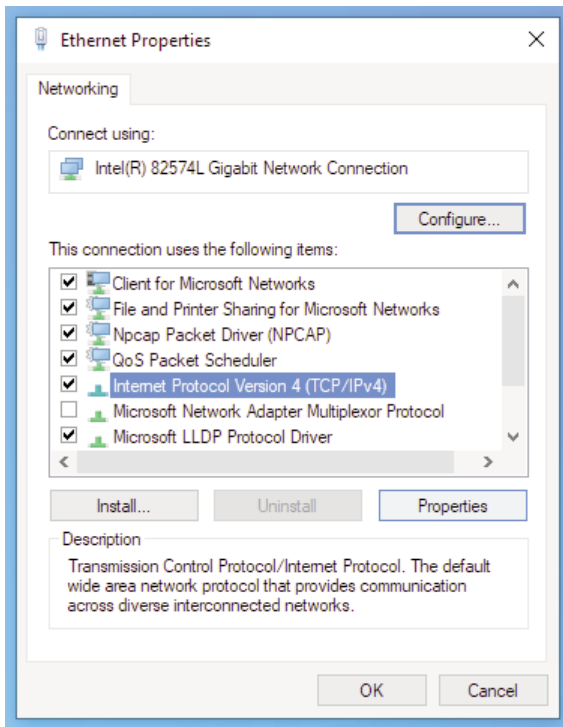 Ethernet Properties
Networking
Connect using:
Intel(R) 82574L Gigabit Network Connection
Configure...
This connection uses the following items:
Client for Microsoft Networks
File and Printer Sharing for Microsoft Networks
Npcap Packet Driver (NPCAP)
QoS Packet Scheduler
Internet Protocol Version 4 (TCP/IPv4)
Microsoft Network Adapter Multiplexor Protocol
Microsoft LLDP Protocol Driver
Install... Uninstall Properties
Description
Transmission Control Protocol/Internet Protocol. The default
wide area network protocol that provides communication
across diverse interconnected networks.
OK Cancel